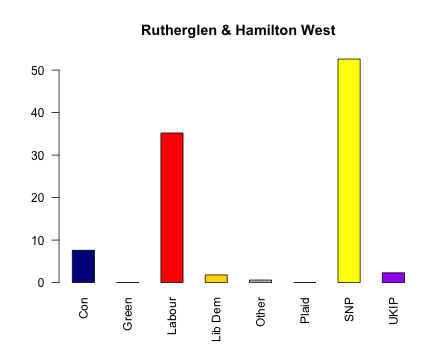 Rutherglen & Hamilton West
50
40
30
20
10
0
Con
Green
Labour
Lib Dem
Other
Plaid
SNP
UKIP